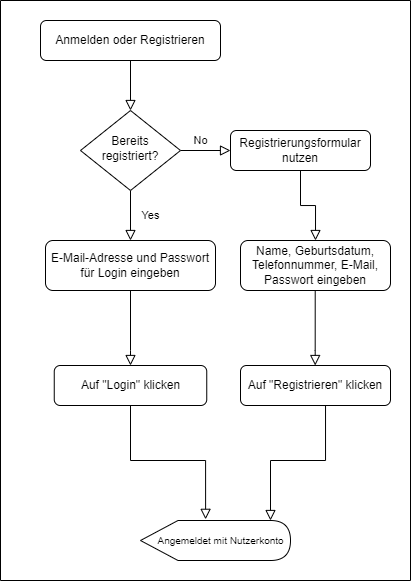 Anmelden oder Registrieren
Bereits
registriert?
No
Registrierungsformular
nutzen
Yes
E-Mail-Adresse und Passwort
für Login eingeben
Name, Geburtsdatum,
Telefonnummer, E-Mail,
Passwort eingeben
Auf "Login" klicken
Auf "Registrieren" klicken
Angemeldet mit Nutzerkonto